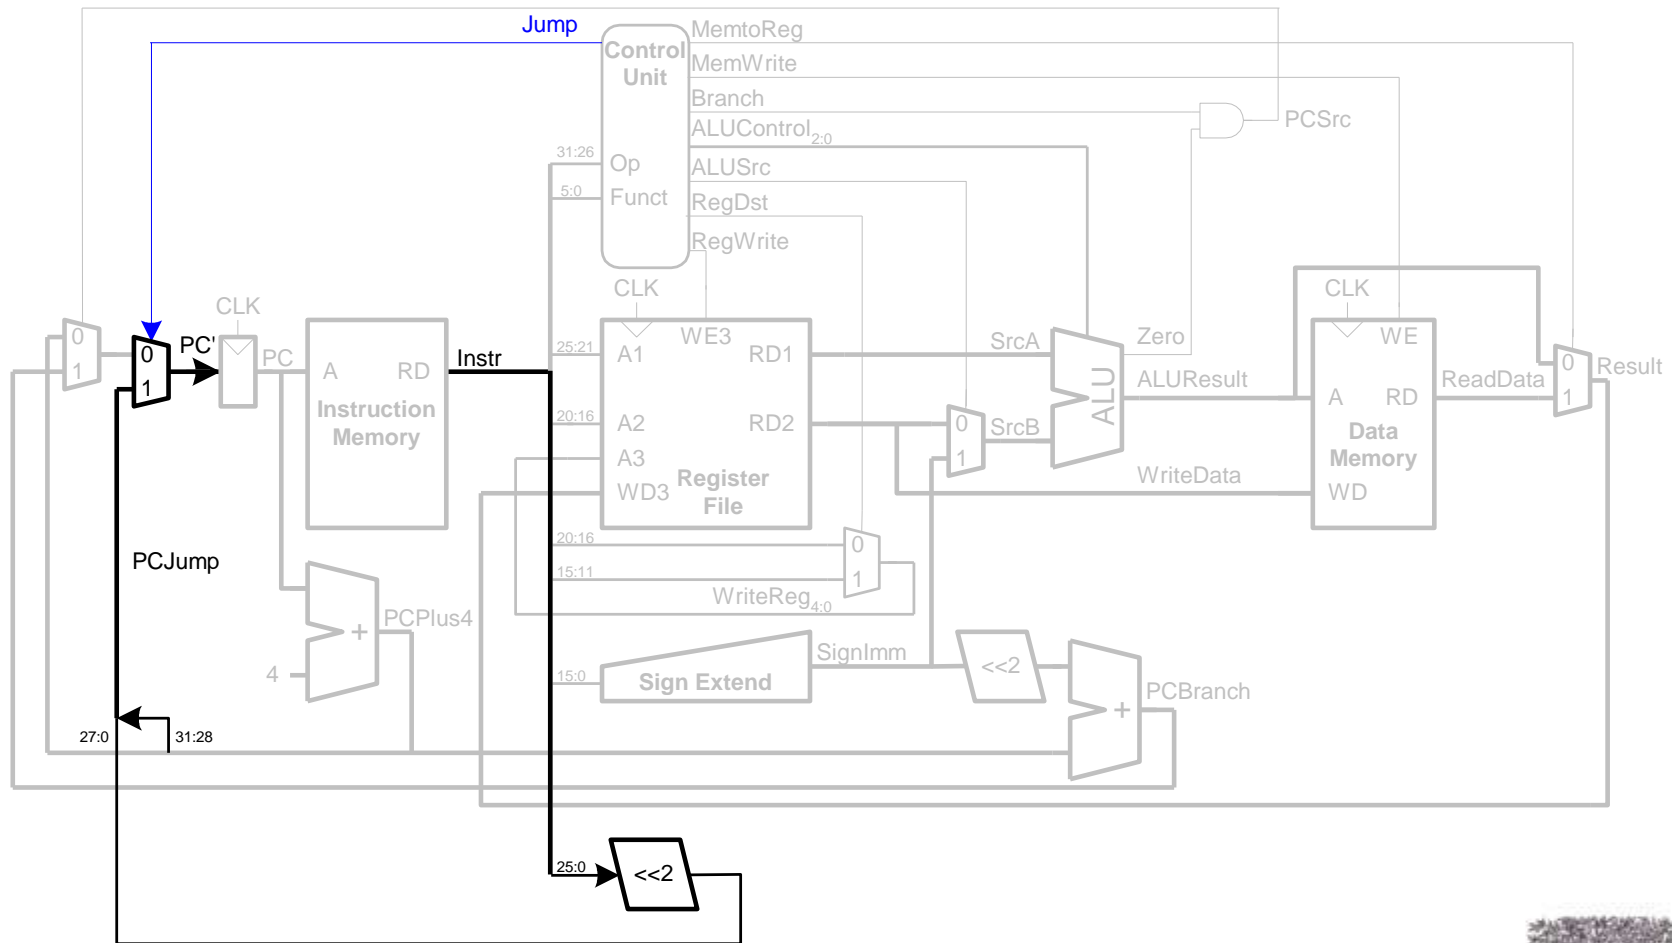 Jump
MemtoReg
Control
Unit
MemWrite
Branch
PCSrc
ALUControl2:0
31:26
Op
ALUSrc
5:0
Funct
RegDst
RegWrite
CLK
CLK
CLK
0
1
0
1
PC'
PC
A
RD
Instruction
Memory
Instr
25:21
A1
WE3
RD1
SrcA
Zero
WE
0
1
Result
20:16
A2
RD2
0
1
SrcB
ALU
ALUResult
A
RD
ReadData
Data
Memory
A3
WD3
Register
File
WriteData
WD
20:16
0
15:11
1
WriteReg4:0
PCJump
PCPlus4
+
4
15:0
Sign Extend
SignImm
<<2
PCBranch
+
27:0
31:28
25:0
<<2